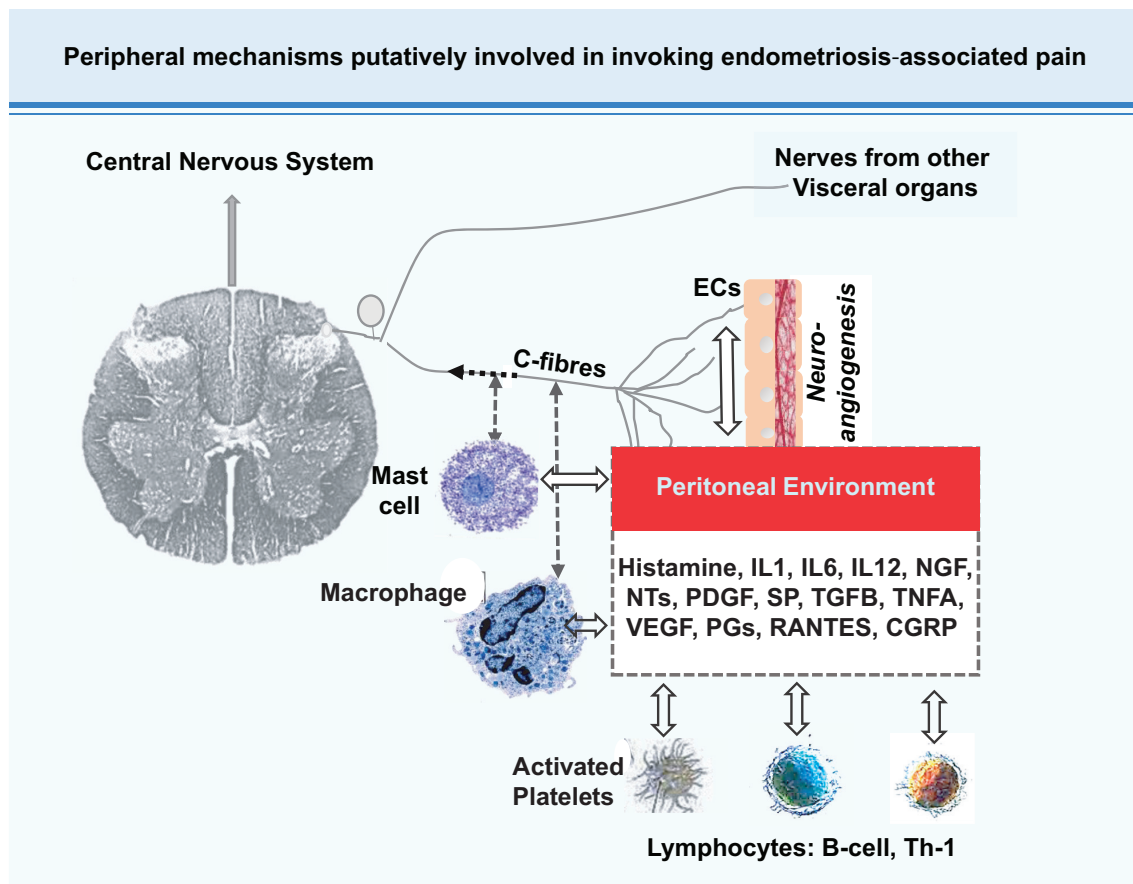 Peripheral mechanisms putatively involved in invoking endometriosis-associated pain
Central Nervous System
Nerves from other
Visceral organs
ECs
Neuro-
angiogenesis
C-fibres
Mast
cell
Peritoneal Environment
Macrophage
Histamine, IL1, IL6, IL12, NGF,
NTs, PDGF, SP, TGFB, TNFA,
VEGF, PGs, RANTES, CGRP
Activated
Platelets
Lymphocytes: B-cell, Th-1